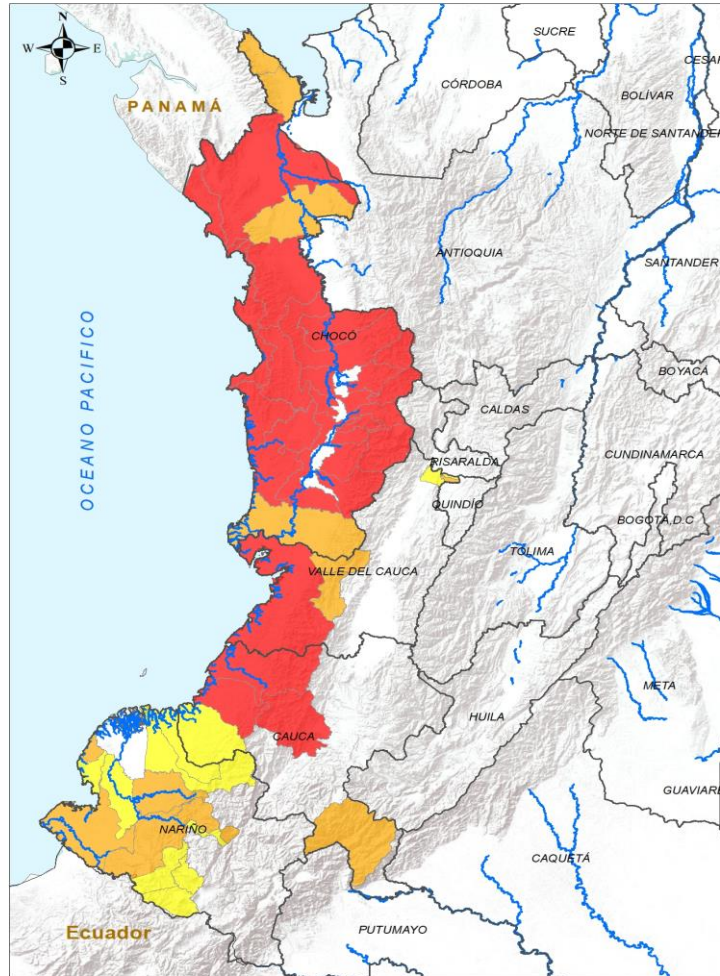 N
W E
S
SUCRE
CESAR
CÓRDOBA
BOLÍVAR
PANAMÁ
NORTE DE SANTANDER
ANTIOQUIA
SANTANDER
OCEANO PACIFICO
CHOCÓ
BOYACÁ
CALDAS
CUNDINAMARCA
RISARALDA
QUINDÍO
BOGOTÁ,D.C
TOLIMA
VALLE DEL CAUCA
META
HUILA
CAUCA
GUAVIARE
NARIÑO
CAQUETÁ
Ecuador
PUTUMAYO